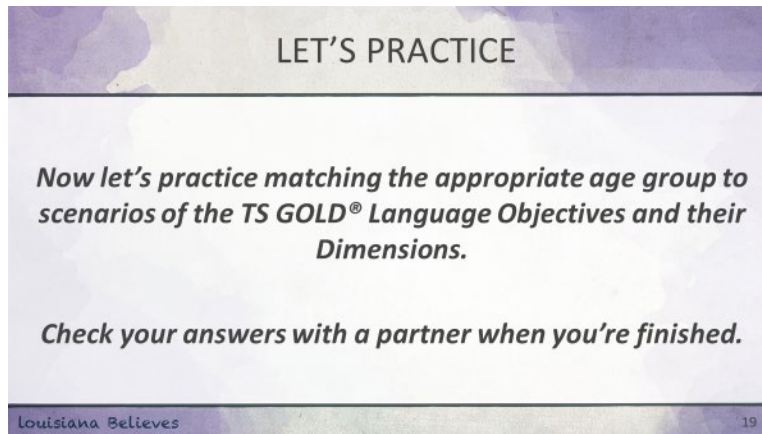 LET’S PRACTICE
Now let’s practice matching the appropriate age group to
scenarios of the TS GOLD® Language Objectives and their
Dimensions.
Check your answers with a partner when you’re finished.
Louisiana Believes
19